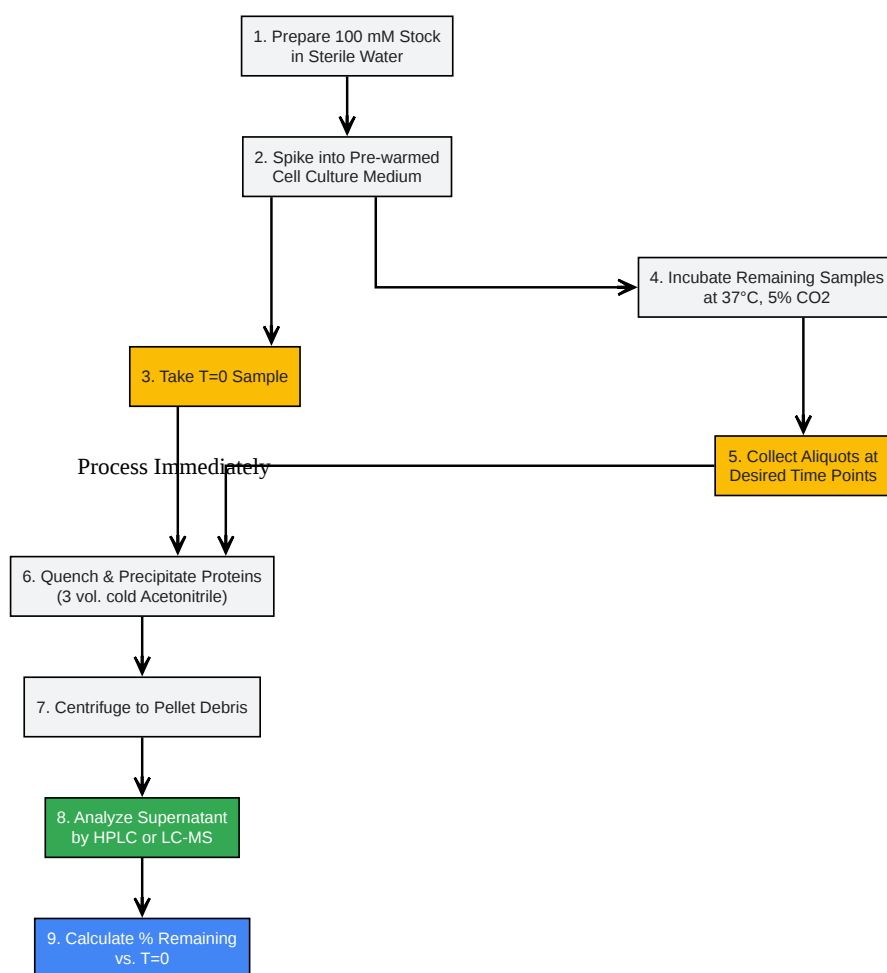 1. Prepare 100 mM Stock
in Sterile Water
2. Spike into Pre-warmed
Cell Culture Medium
4. Incubate Remaining Samples
at 37°C, 5% CO2
3. Take T=0 Sample
Process Immediately
5. Collect Aliquots at
Desired Time Points
6. Quench & Precipitate Proteins
(3 vol. cold Acetonitrile)
7. Centrifuge to Pellet Debris
8. Analyze Supernatant
by HPLC or LC-MS
9. Calculate % Remaining
vs. T=0